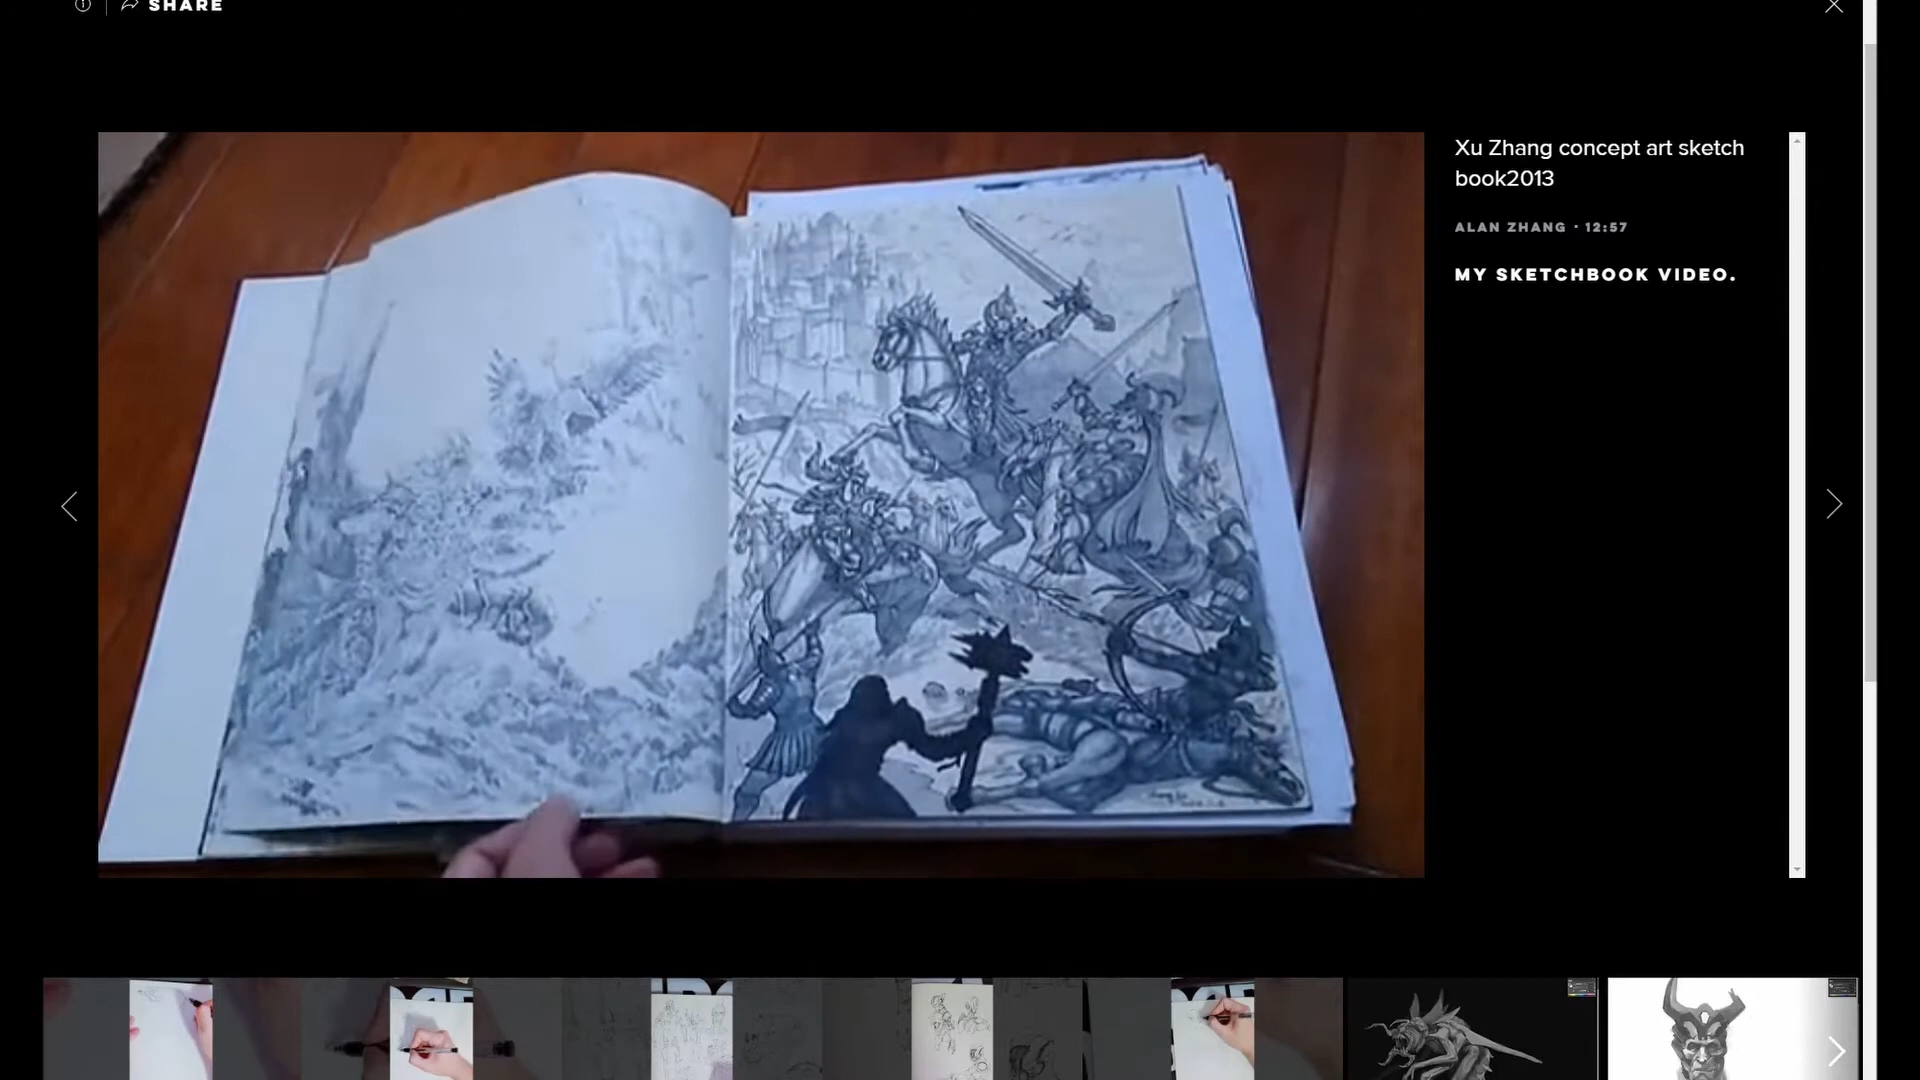 SHARE
Xu Zhang concept art sketch
book2013
ALAN ZHANG · 12:57
MY SKETCHBOOK VIDEO.